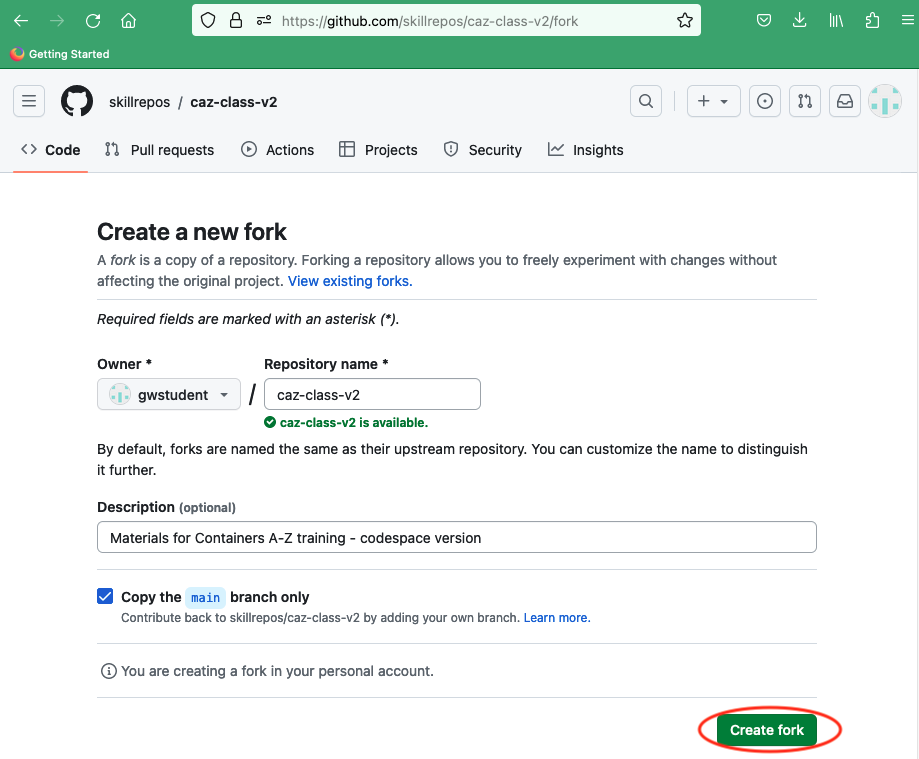 https://github.com/skillrepos/caz-class-v2/fork
Getting Started
skillrepos / caz-class-v2
Code Pull requests Actions Projects Security Insights
Create a new fork
A fork is a copy of a repository. Forking a repository allows you to freely experiment with changes without
affecting the original project. View existing forks.
Required fields are marked with an asterisk (*).
Owner * Repository name *
gwstudent / caz-class-v2
caz-class-v2 is available.
By default, forks are named the same as their upstream repository. You can customize the name to distinguish
it further.
Description (optional)
Materials for Containers A-Z training - codespace version
Copy the main branch only
Contribute back to skillrepos/caz-class-v2 by adding your own branch. Learn more.
You are creating a fork in your personal account.
Create fork